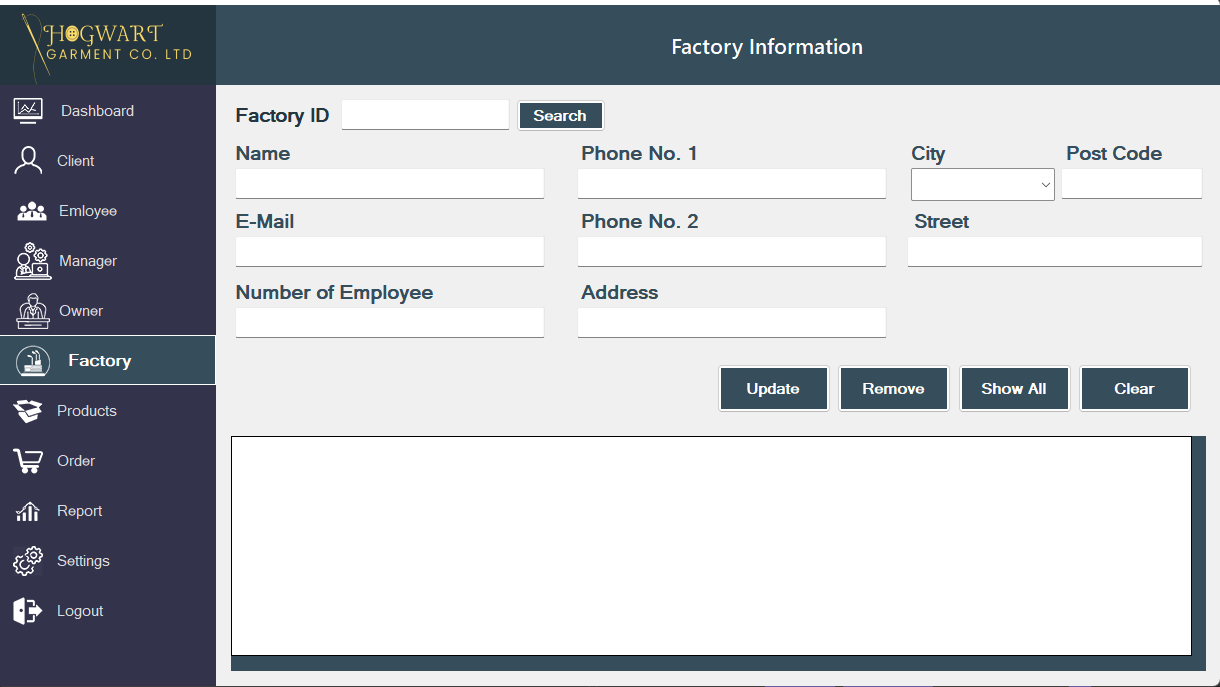 HOGWART
GARMENT CO. LTD
Factory Information
Dashboard
Client
Emloyee
Manager
Owner
Factory
Products
Order
Report
Settings
Logout
Factory ID
Search
Name
Phone No. 1
City
Post Code
E-Mail
Phone No. 2
Street
Number of Employee
Address
Update
Remove
Show All
Clear